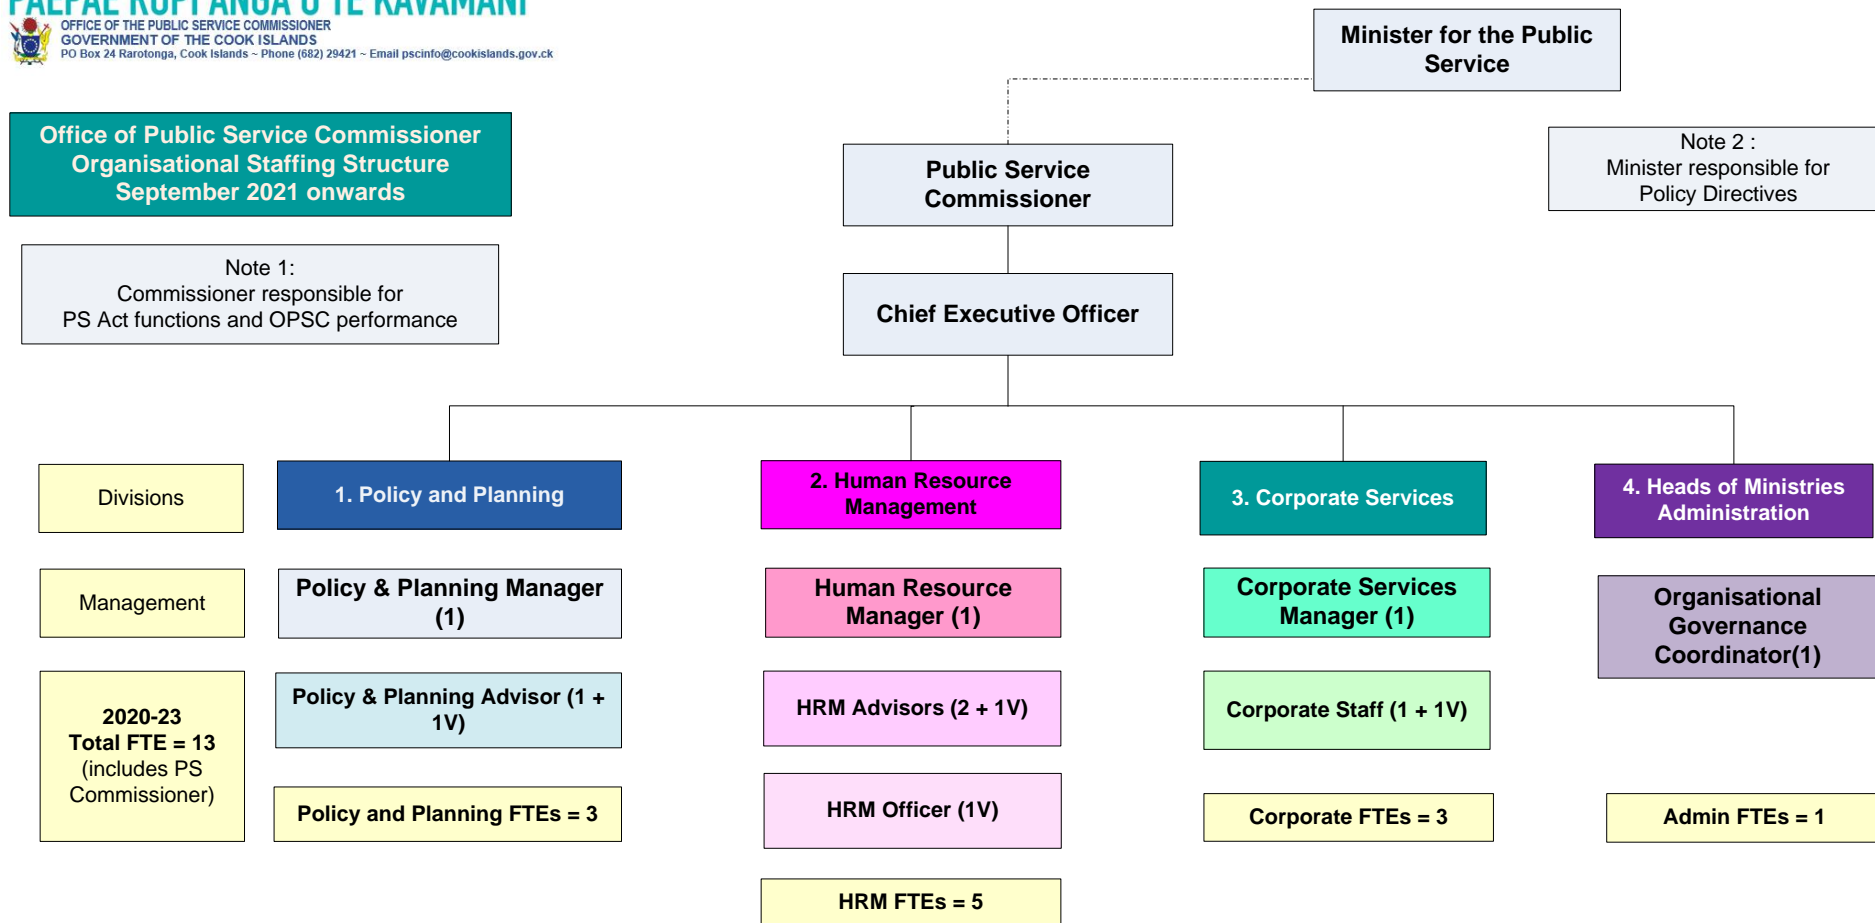 PAEPAE RUPI ANGA O TE KAVAMANI
OFFICE OF THE PUBLIC SERVICE COMMISSIONER
GOVERNMENT OF THE COOK ISLANDS
PO Box 24 Rarotonga, Cook Islands ~ Phone (682) 29421 ~ Email pscinfo@cookislands.gov.ck
Minister for the Public
Service
Office of Public Service Commissioner
Organisational Staffing Structure
September 2021 onwards
Public Service
Commissioner
Note 2 :
Minister responsible for
Policy Directives
Note 1:
Commissioner responsible for
PS Act functions and OPSC performance
Chief Executive Officer
Divisions
1. Policy and Planning
2. Human Resource
Management
3. Corporate Services
4. Heads of Ministries
Administration
Management
Policy & Planning Manager
(1)
Human Resource
Manager (1)
Corporate Services
Manager (1)
Organisational
Governance
Coordinator(1)
2020-23
Total FTE = 13
(includes PS
Commissioner)
Policy & Planning Advisor (1 +
1V)
HRM Advisors (2 + 1V)
Corporate Staff (1 + 1V)
HRM Officer (1V)
Policy and Planning FTEs = 3
Corporate FTEs = 3
Admin FTEs = 1
HRM FTEs = 5